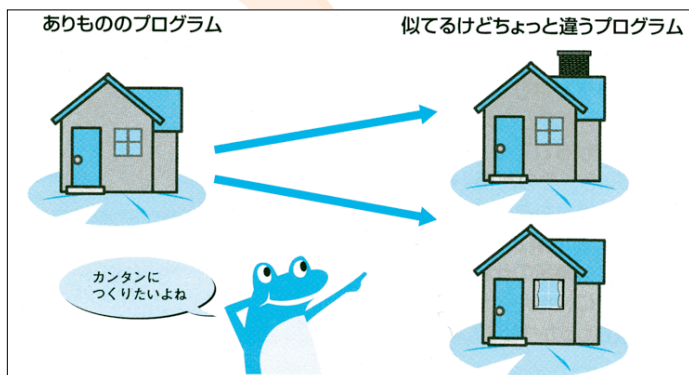 ありもののプログラム
似てるけどちょっと違うプログラム
カンタンに
つくりたいよね